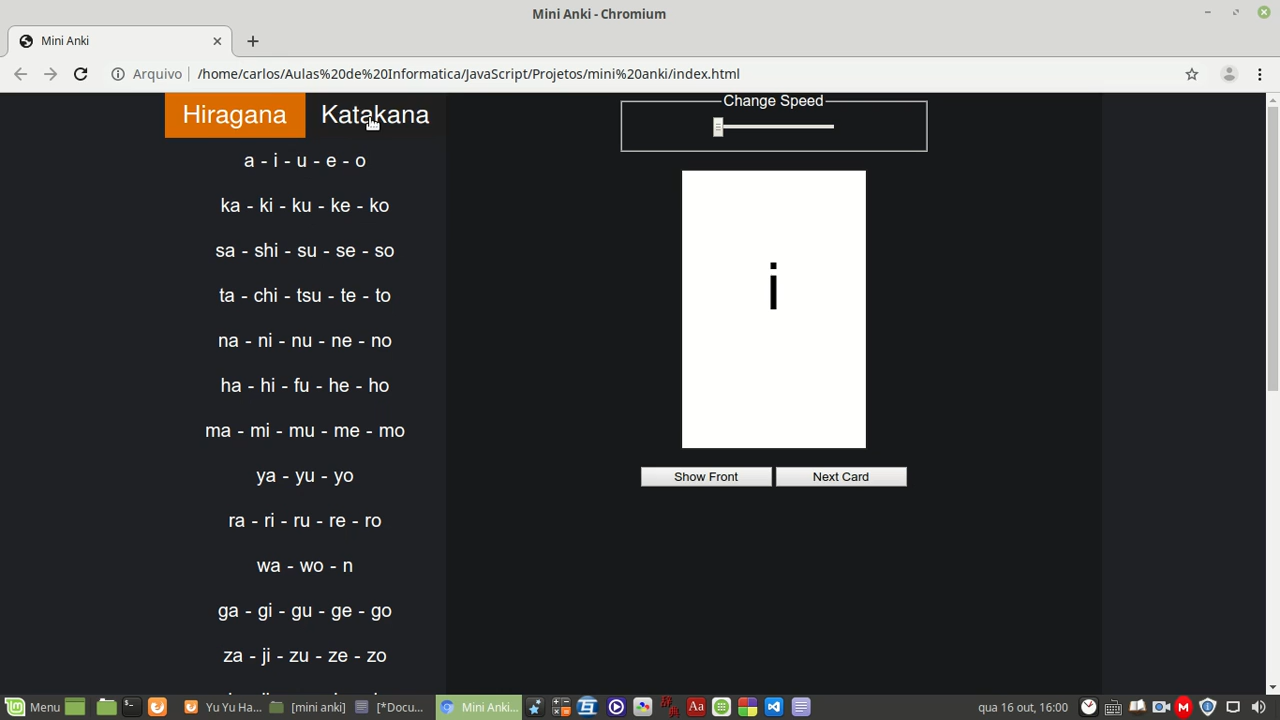 Mini Anki - Chromium
Mini Anki
Arquivo
/home/carlos/Aulas%20de%20Informatica/JavaScript/Projetos/mini%20anki/index.html
Hiragana
Katakana
a - i - u - e - o
ka - ki - ku - ke - ko
sa - shi - su - se - so
ta - chi - tsu - te - to
na - ni - nu - ne - no
ha - hi - fu - he - ho
ma - mi - mu - me - mo
ya - yu - yo
ra - ri - ru - re - ro
wa - wo - n
ga - gi - gu - ge - go
za - ji - zu - ze - zo
Change Speed
i
Show Front
Next Card
Menu
Yu Yu Ha...
[mini anki]
[*Docu...
Mini Anki...
Aa
qua 16 out, 16:00